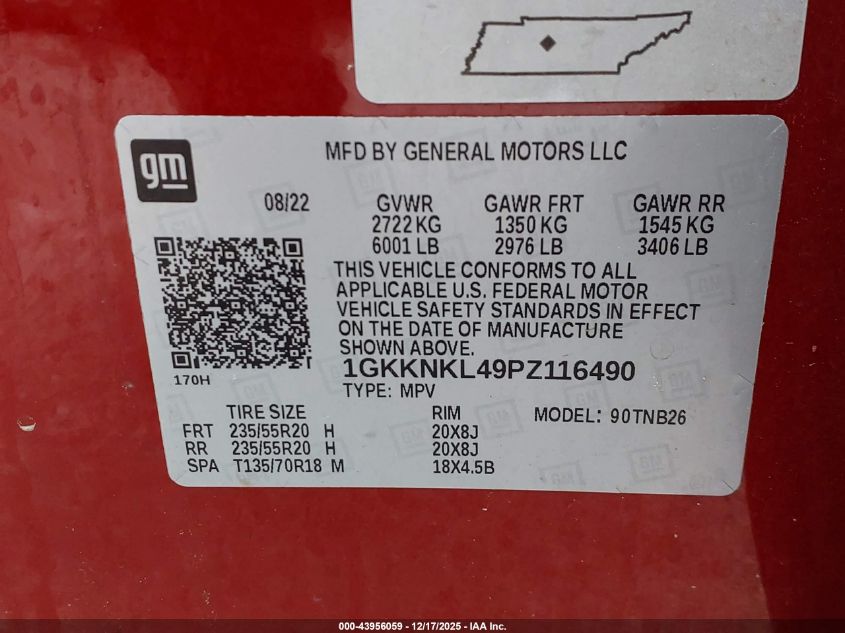 gm
MFD BY GENERAL MOTORS LLC
08/22 GVWR GAWR FRT GAWR RR
2722 KG 1350 KG 1545 KG
6001 LB 2976 LB 3406 LB
THIS VEHICLE CONFORMS TO ALL
APPLICABLE U.S. FEDERAL MOTOR
VEHICLE SAFETY STANDARDS IN EFFECT
ON THE DATE OF MANUFACTURE
SHOWN ABOVE.
170H
1GKKNKL49PZ116490
TYPE: MPV
TIRE SIZE RIM MODEL: 90TNB26
FRT 235/55R20 H 20X8J
RR 235/55R20 H 20X8J
SPA T135/70R18 M 18X4.5B
000-43956059 - 12/17/2025 - IAA Inc.